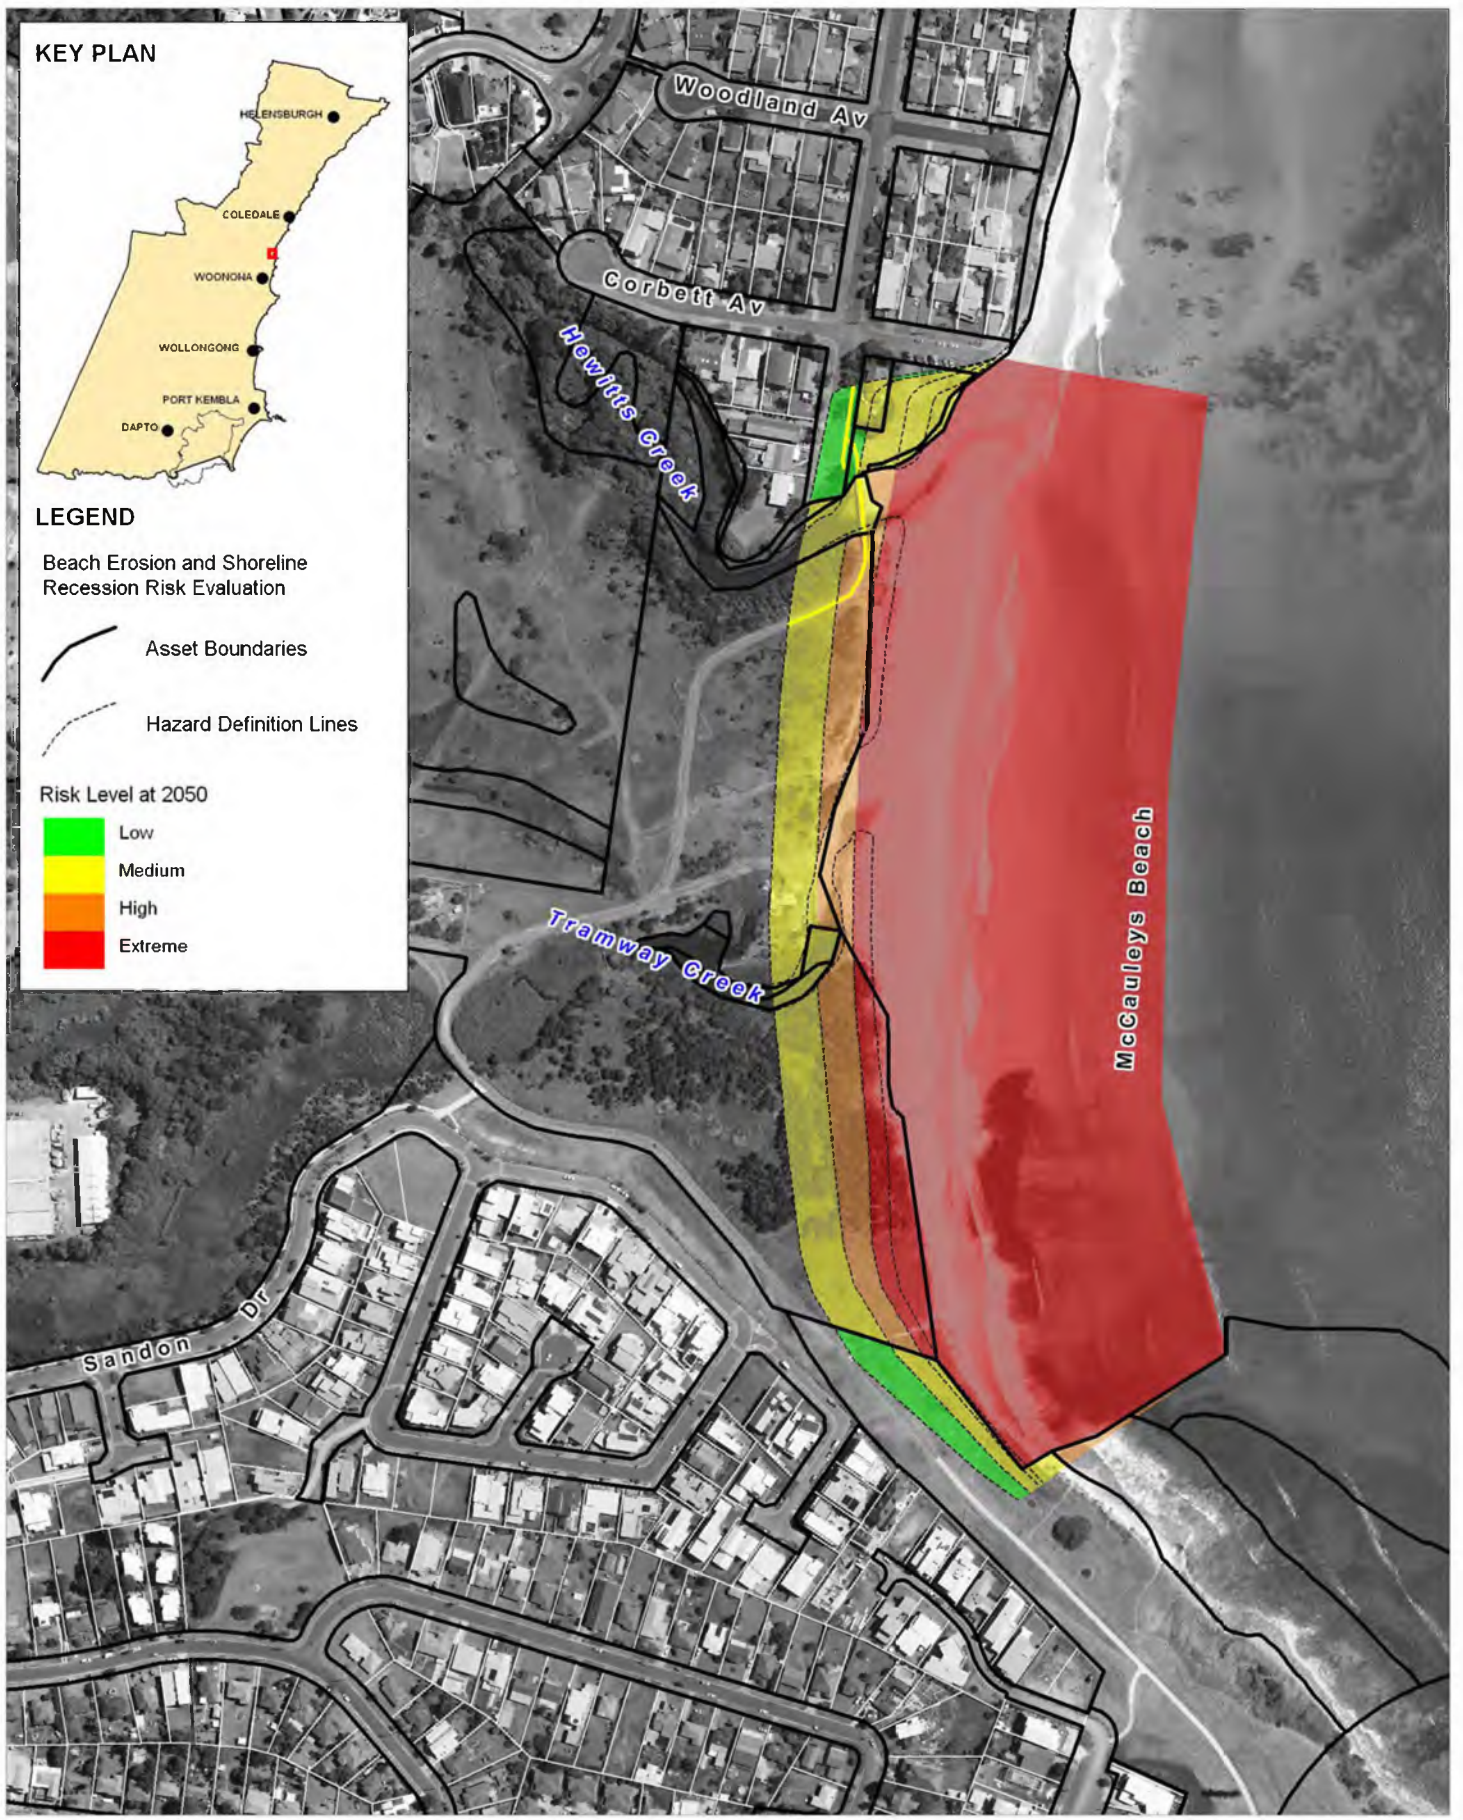 KEY PLAN
HELENSBURGH
COLEDALE
WOONONA
WOLLONGONG
PORT KEMBLA
DAPTO
LEGEND
Beach Erosion and Shoreline
Recession Risk Evaluation
Asset Boundaries
Hazard Definition Lines
Risk Level at 2050
Low
Medium
High
Extreme
Woodland Av
Corbett Av
Hewitts Creek
Tramway Creek
McCauleys Beach
Sandon Dr